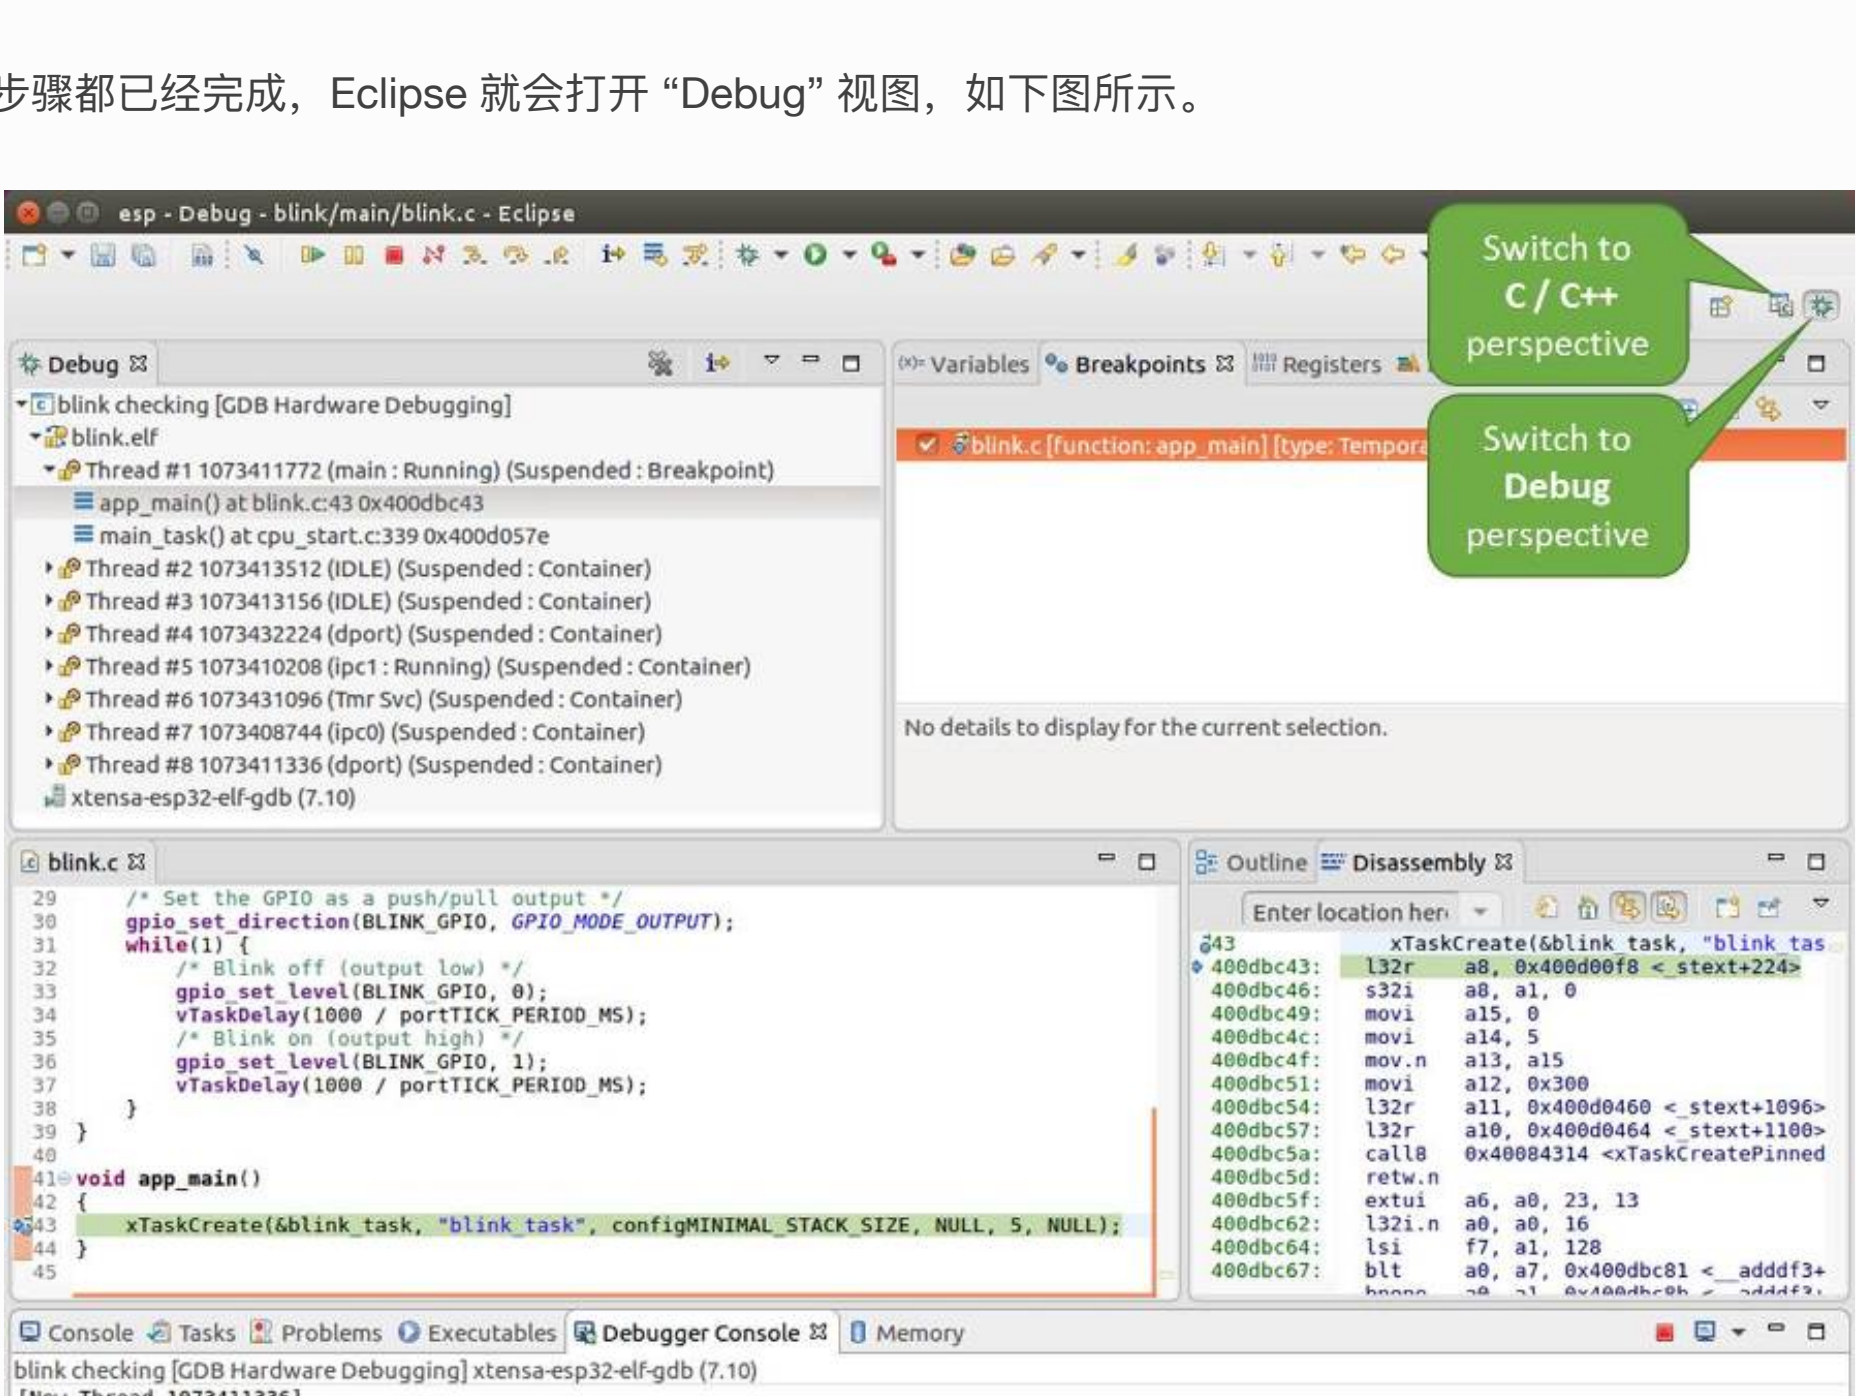 步骤都已经完成，Eclipse 就会打开 “Debug” 视图，如下图所示。
esp - Debug - blink/main/blink.c - Eclipse
Switch to
C / C++
perspective
Debug
blink checking [GDB Hardware Debugging]
blink.elf
Thread #1 1073411772 (main : Running) (Suspended : Breakpoint)
app_main() at blink.c:43 0x400dbc43
main_task() at cpu_start.c:339 0x400d057e
Thread #2 1073413512 (IDLE) (Suspended : Container)
Thread #3 1073413156 (IDLE) (Suspended : Container)
Thread #4 1073432224 (dport) (Suspended : Container)
Thread #5 1073410208 (ipc1 : Running) (Suspended : Container)
Thread #6 1073431096 (Tmr Svc) (Suspended : Container)
Thread #7 1073408744 (ipc0) (Suspended : Container)
Thread #8 1073411336 (dport) (Suspended : Container)
xtensa-esp32-elf-gdb (7.10)
(x)= Variables Breakpoints Registers
blink.c [function: app_main] [type: Tempora
Switch to
Debug
perspective
No details to display for the current selection.
blink.c
29 /* Set the GPIO as a push/pull output */
30 gpio_set_direction(BLINK_GPIO, GPIO_MODE_OUTPUT);
31 while(1) {
32 /* Blink off (output low) */
33 gpio_set_level(BLINK_GPIO, 0);
34 vTaskDelay(1000 / portTICK_PERIOD_MS);
35 /* Blink on (output high) */
36 gpio_set_level(BLINK_GPIO, 1);
37 vTaskDelay(1000 / portTICK_PERIOD_MS);
38 }
39 }
40
41 void app_main()
42 {
43 xTaskCreate(&blink_task, "blink_task", configMINIMAL_STACK_SIZE, NULL, 5, NULL);
44 }
45
Outline Disassembly
Enter location her
43 xTaskCreate(&blink_task, "blink_tas
400dbc43: l32r a8, 0x400d00f8 <_stext+224>
400dbc46: s32i a8, a1, 0
400dbc49: movi a15, 0
400dbc4c: movi a14, 5
400dbc4f: mov.n a13, a15
400dbc51: movi a12, 0x300
400dbc54: l32r a11, 0x400d0460 <_stext+1096>
400dbc57: l32r a10, 0x400d0464 <_stext+1100>
400dbc5a: call8 0x40084314 <xTaskCreatePinned
400dbc5d: retw.n
400dbc5f: extui a6, a0, 23, 13
400dbc62: l32i.n a0, a0, 16
400dbc64: lsi f7, a1, 128
400dbc67: blt a0, a7, 0x400dbc81 <__adddf3+
Console Tasks Problems Executables Debugger Console Memory
blink checking [GDB Hardware Debugging] xtensa-esp32-elf-gdb (7.10)
[New Thread 1073411336]